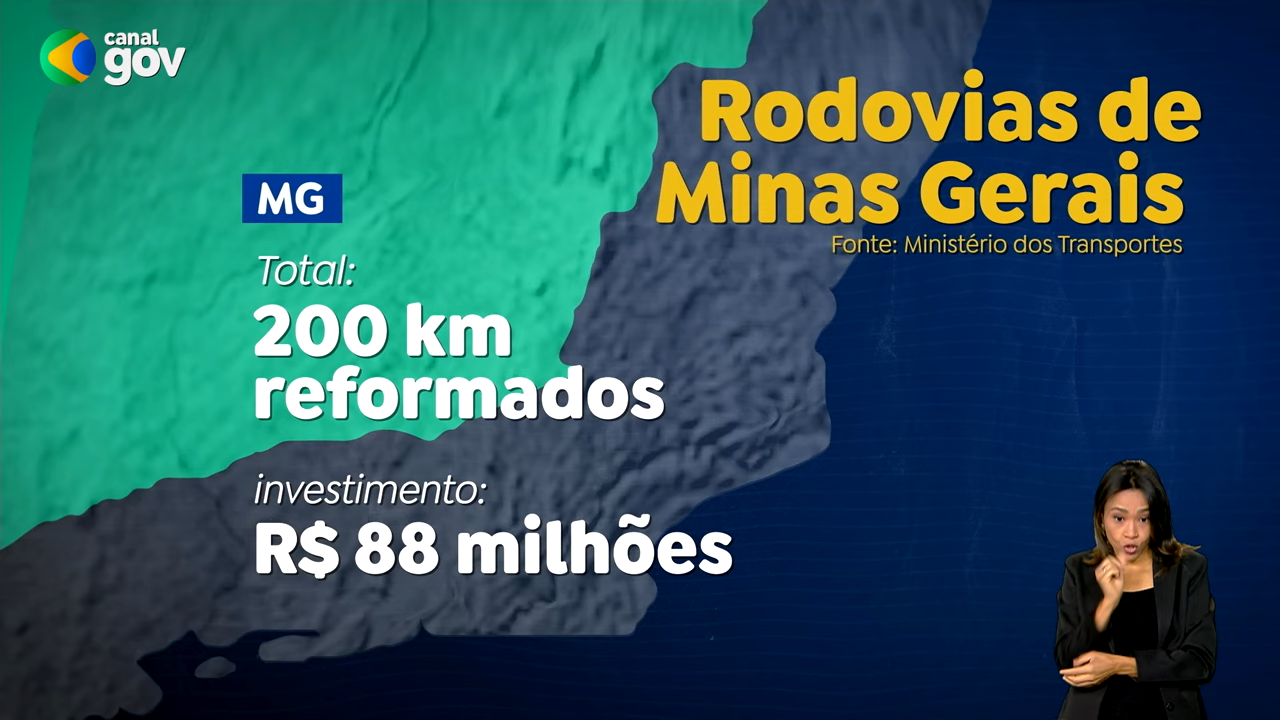 canal
gov
Rodovias de
Minas Gerais
Fonte: Ministério dos Transportes
MG
Total:
200 km
reformados
investimento:
R$ 88 milhões